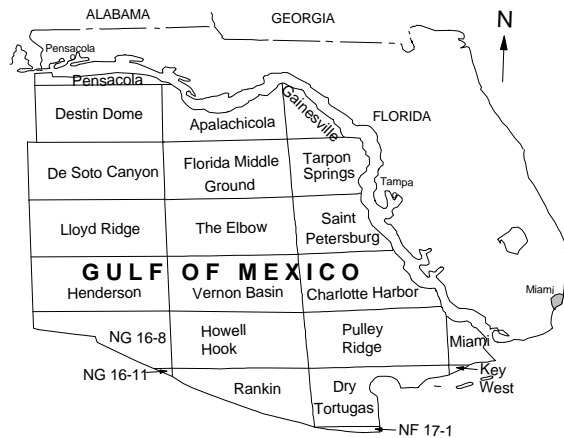 ALABAMA
GEORGIA
N
Pensacola
Pensacola
Destin Dome
Apalachicola
Gainesville
FLORIDA
De Soto Canyon
Florida Middle
Ground
Tarpon
Springs
Tampa
Lloyd Ridge
The Elbow
Saint
Petersburg
GULF OF MEXICO
Henderson
Vernon Basin
Charlotte Harbor
Miami
NG 16-8
Howell
Hook
Pulley
Ridge
Miami
NG 16-11
Rankin
Dry
Tortugas
Key
West
NF 17-1